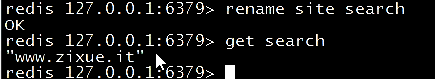 redis 127.0.0.1:6379> rename site search
OK
redis 127.0.0.1:6379> get search
"www.zixue.it"
redis 127.0.0.1:6379>